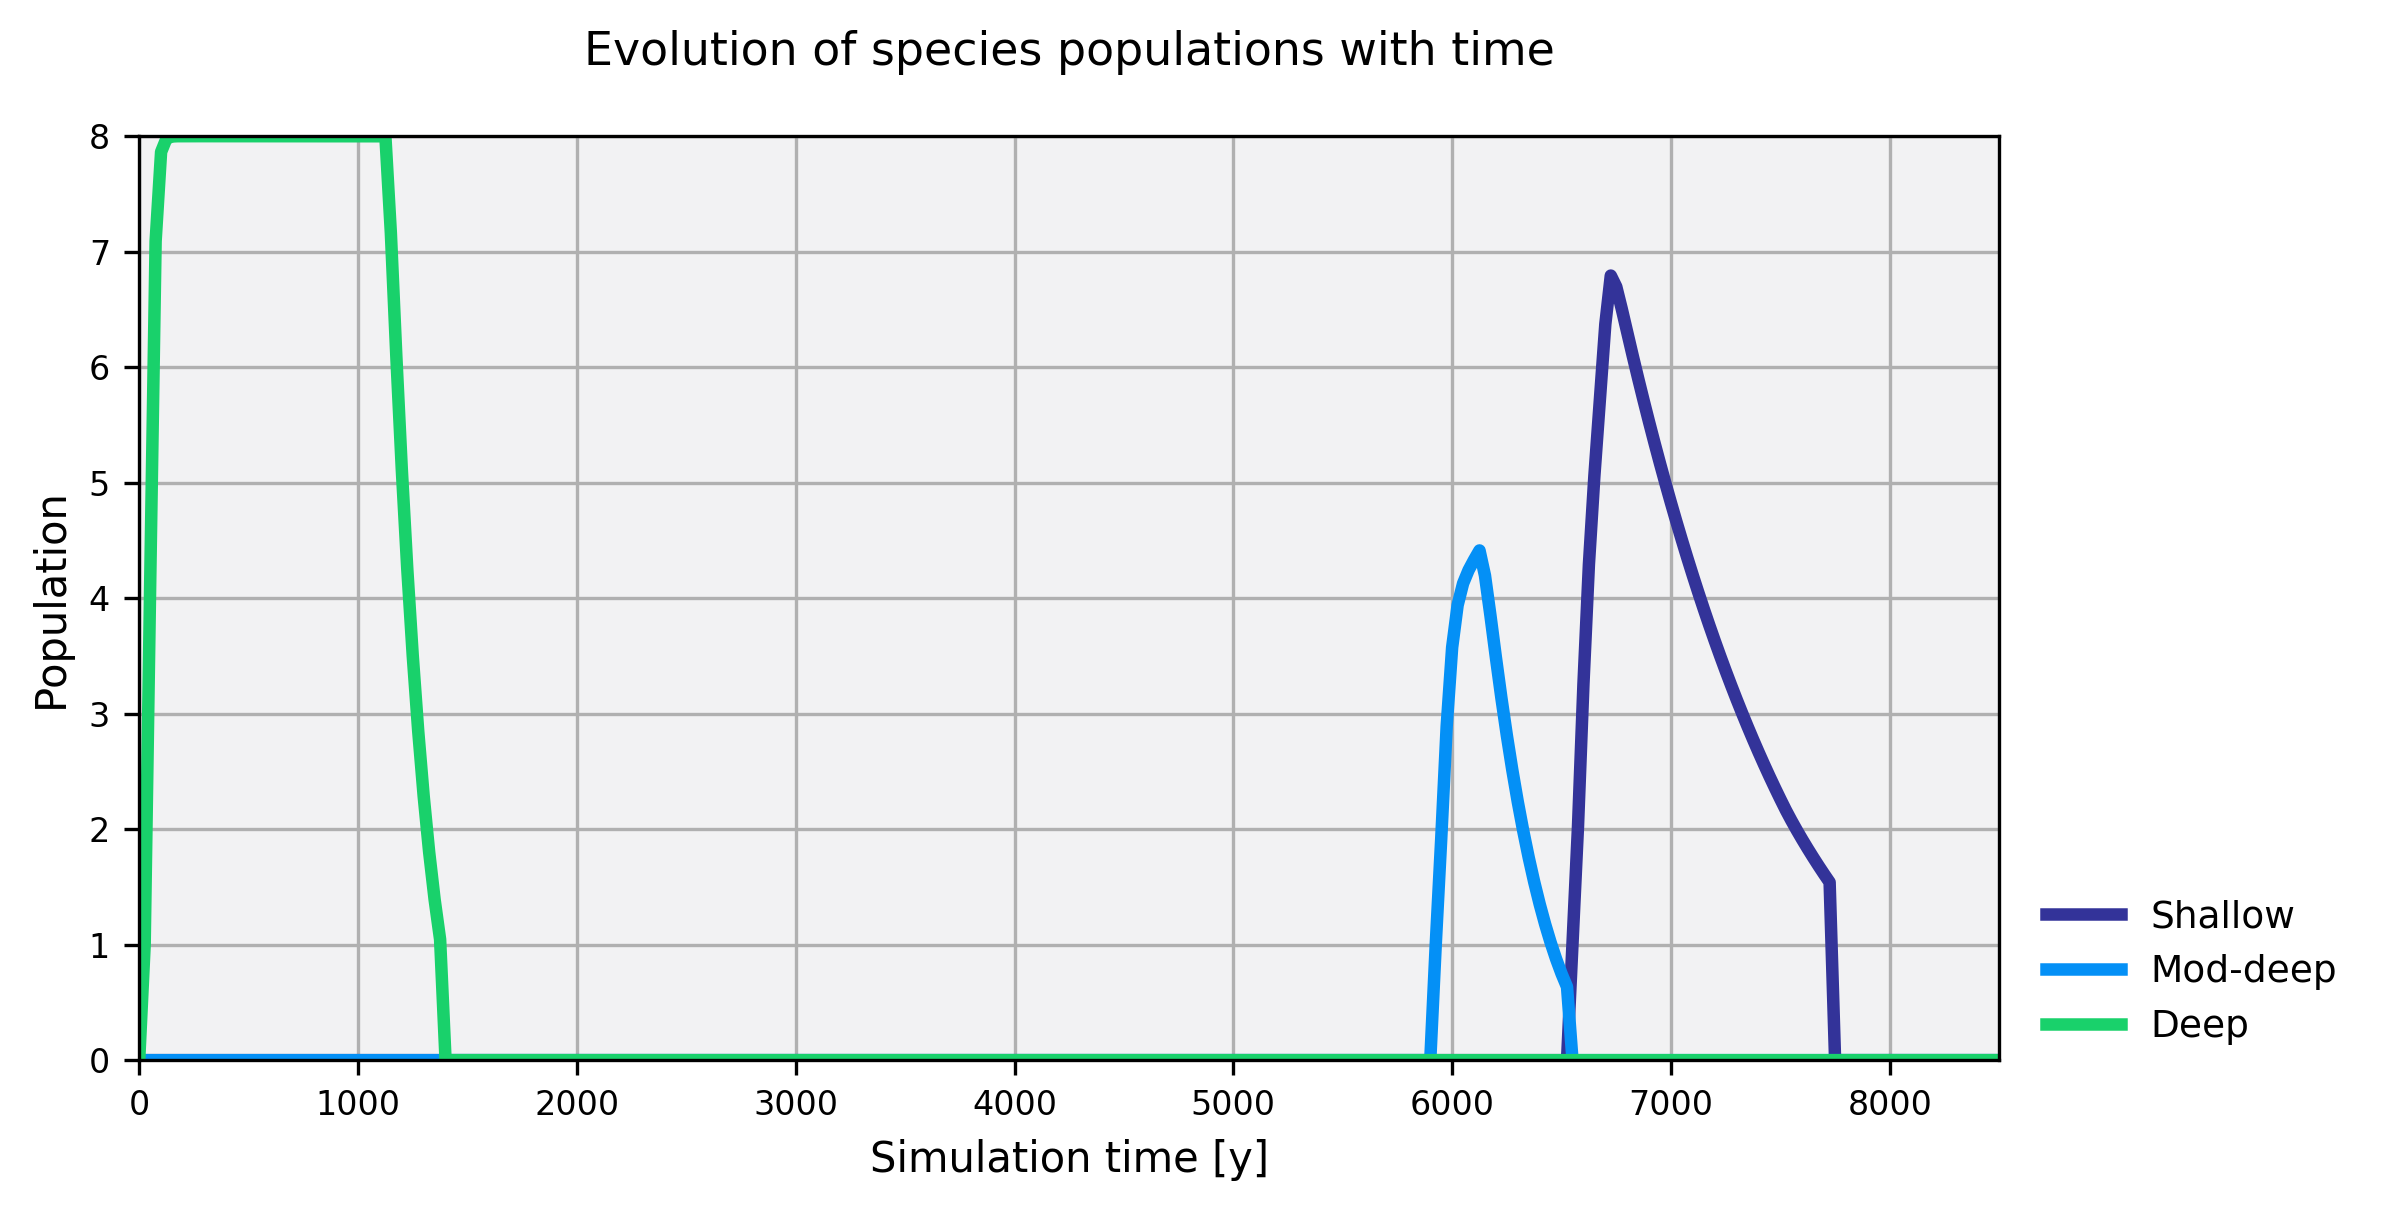 Evolution of species populations with time
Population
8
7
6
5
4
3
2
1
0
0 1000 2000 3000 4000 5000 6000 7000 8000
Simulation time [y]
Shallow
Mod-deep
Deep